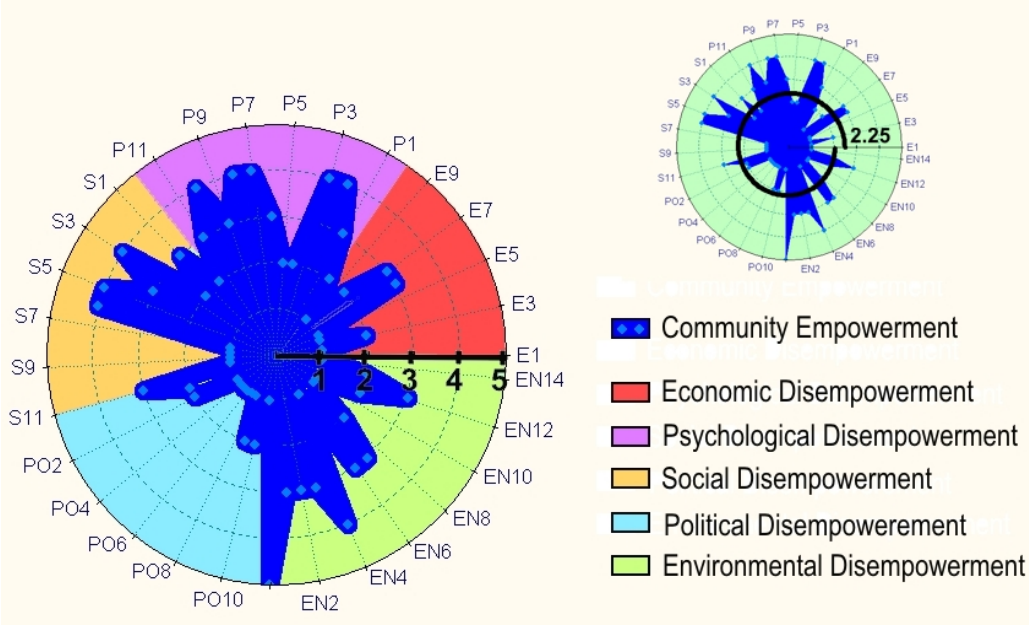 P9
P7
P5
P3
P1
P11
S1
S3
S5
S7
S9
S11
PO2
PO4
PO6
PO8
PO10
EN2
EN4
EN6
EN8
EN10
EN12
EN14
E1
E3
E5
E7
E9
1 2 3 4 5
P7
P5
P3
P1
E9
E7
E5
E3
E1
EN14
EN12
EN10
EN8
EN6
EN4
EN2
PO10
PO8
PO6
PO4
PO2
S11
S9
S7
S5
S3
S1
P11
P9
2.25
Community Empowerment
Economic Disempowerment
Psychological Disempowerment
Social Disempowerment
Political Disempowerement
Environmental Disempowerment